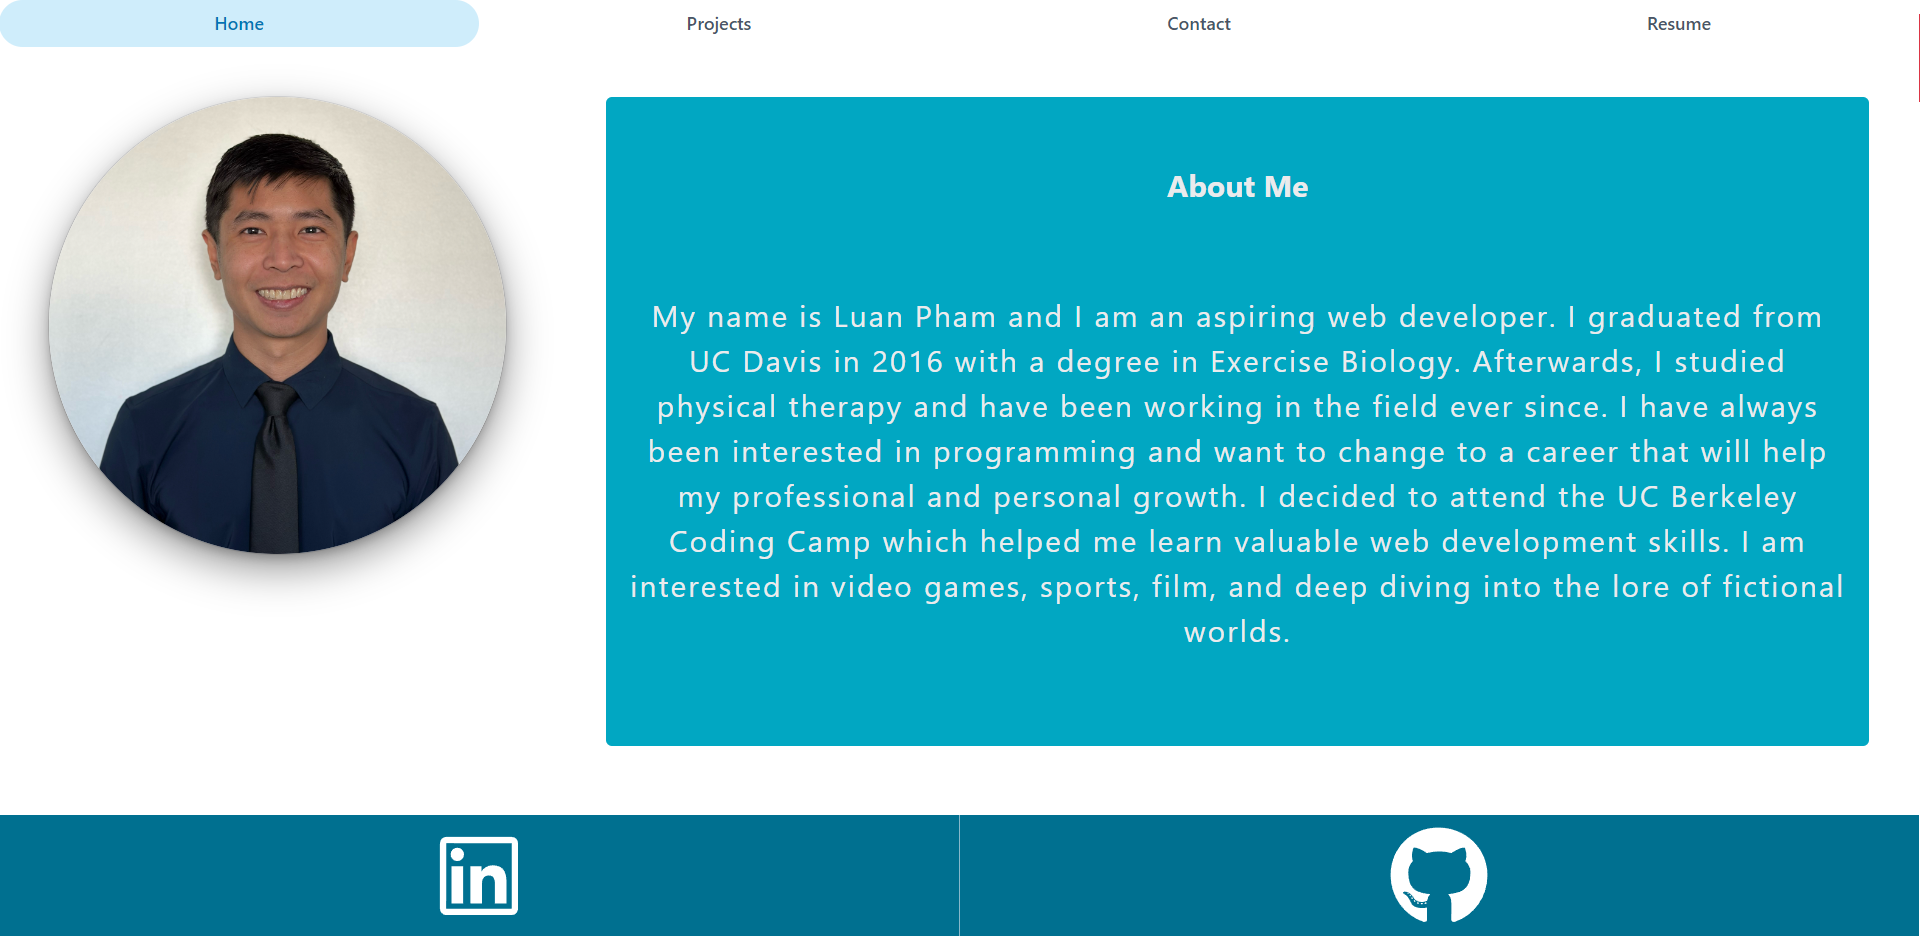 Home
Projects
Contact
Resume
About Me
My name is Luan Pham and I am an aspiring web developer. I graduated from
UC Davis in 2016 with a degree in Exercise Biology. Afterwards, I studied
physical therapy and have been working in the field ever since. I have always
been interested in programming and want to change to a career that will help
my professional and personal growth. I decided to attend the UC Berkeley
Coding Camp which helped me learn valuable web development skills. I am
interested in video games, sports, film, and deep diving into the lore of fictional
worlds.
in